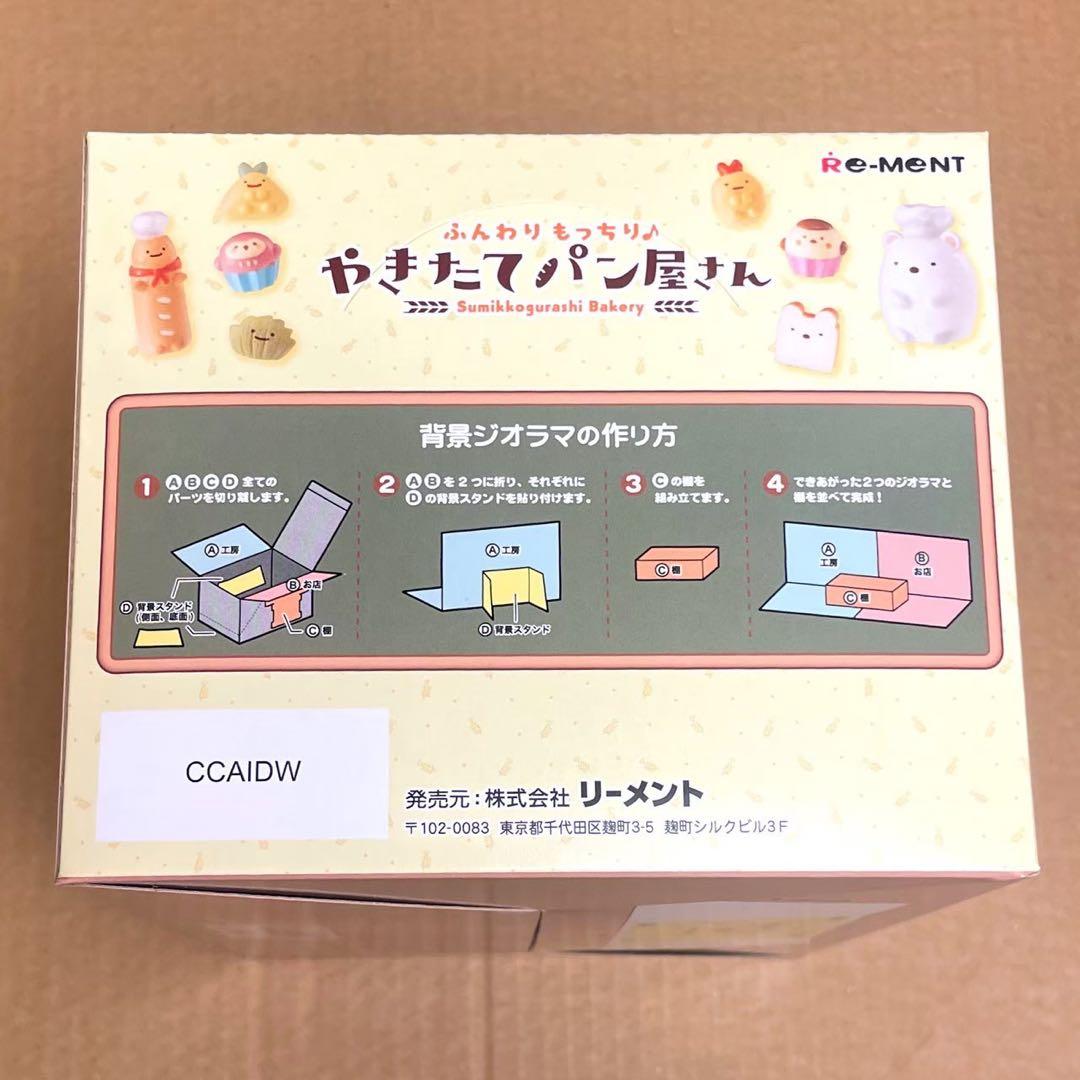 Re-MeNT
ふんわり もっちり♪
やきたてパン屋さん
Sumikkogurashi Bakery
背景ジオラマの作り方
1 ⒶⒷⒸⒹ 全ての
パーツを切り離します。
Ⓐ工房
Ⓑお店
Ⓓ 背景スタンド
(側面、底面)
Ⓒ棚
2 ⒶⒷを2つに折り、それぞれに
Ⓓの背景スタンドを貼り付けます。
Ⓐ工房
Ⓓ背景スタンド
3 Ⓒの棚を
組み立てます。
Ⓒ棚
4 できあがった2つのジオラマと
棚を並べて完成！
Ⓐ
工房
Ⓑ
お店
Ⓒ棚
CCAIDW
発売元：株式会社 リーメント
〒102-0083 東京都千代田区麹町3-5 麹町シルクビル3F